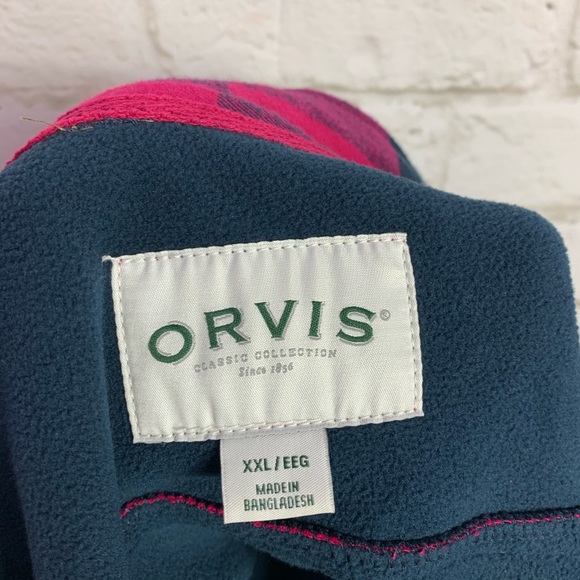 ORVIS®
CLASSIC COLLECTION
Since 1856
XXL/EEG
MADE IN
BANGLADESH